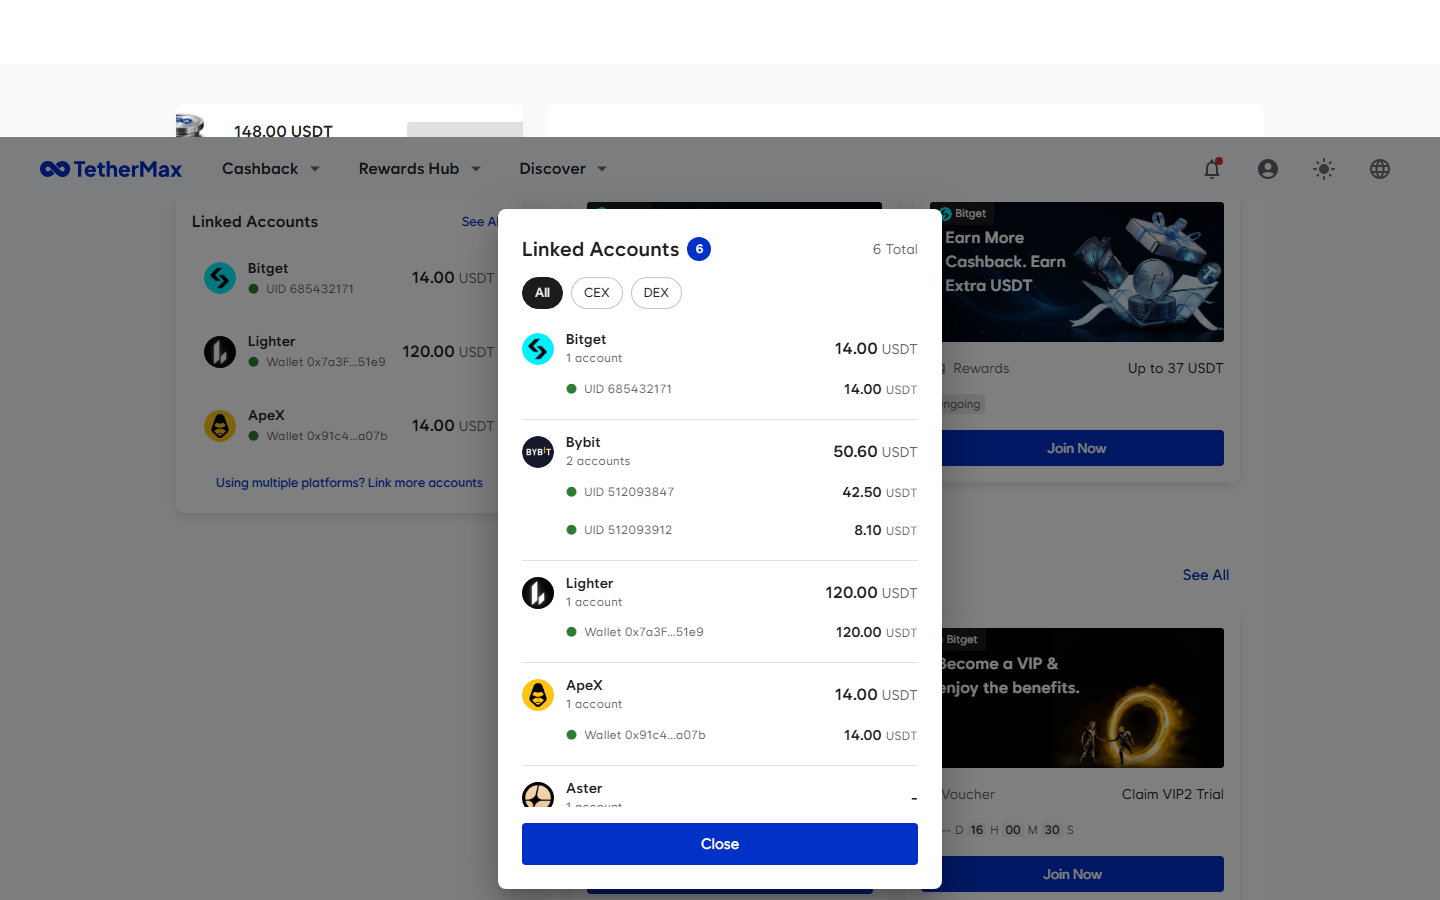 148.00 USDT
TetherMax
Cashback
Rewards Hub
Discover
Linked Accounts
See Al
Bitget
UID 685432171
14.00 USDT
Lighter
Wallet 0x7a3F...51e9
120.00 USDT
ApeX
Wallet 0x91c4...a07b
14.00 USDT
Using multiple platforms? Link more accounts
Linked Accounts 6
6 Total
All
CEX
DEX
Bitget
1 account
14.00 USDT
UID 685432171
14.00 USDT
BYBIT
Bybit
2 accounts
50.60 USDT
UID 512093847
42.50 USDT
UID 512093912
8.10 USDT
Lighter
1 account
120.00 USDT
Wallet 0x7a3F...51e9
120.00 USDT
ApeX
1 account
14.00 USDT
Wallet 0x91c4...a07b
14.00 USDT
Aster
1 account
-
Close
Bitget
Earn More
Cashback. Earn
Extra USDT
Rewards
Up to 37 USDT
ngoing
Join Now
See All
Bitget
Become a VIP &
enjoy the benefits.
Voucher
Claim VIP2 Trial
-- D 16 H 00 M 30 S
Join Now